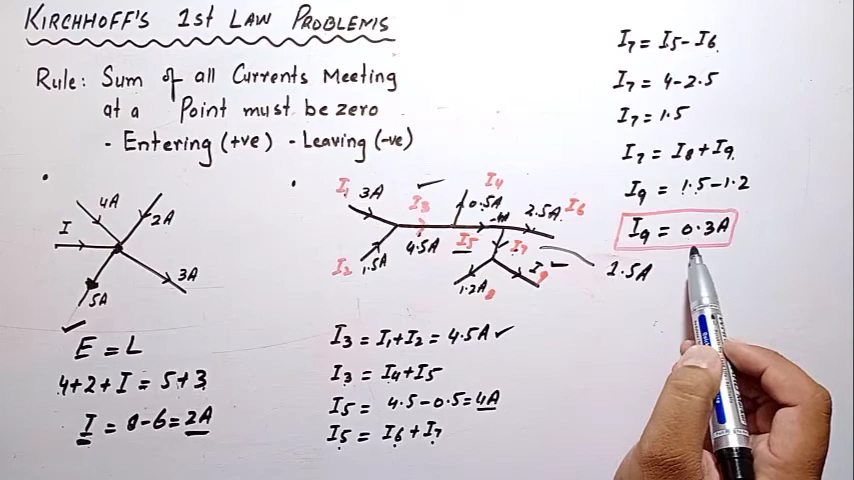 KIRCHHOFF'S 1st LAW PROBLEMS
Rule: Sum of all Currents Meeting
at a Point must be zero
- Entering (+ve) - Leaving (-ve)
4A
2A
I
3A
5A
E = L
4+2+I = 5+3
I = 8-6 = 2A
I1 3A
I3
I4
0.5A
2.5A I6
4A
4.5A
I5
I7
I2
1.5A
1.2A 8
I9
1.5A
I3 = I1+I2 = 4.5A
I3 = I4+I5
I5 = 4.5-0.5 = 4A
I5 = I6+I7
I7 = I5-I6
I7 = 4-2.5
I7 = 1.5
I7 = I8+I9
I9 = 1.5-1.2
I9 = 0.3A